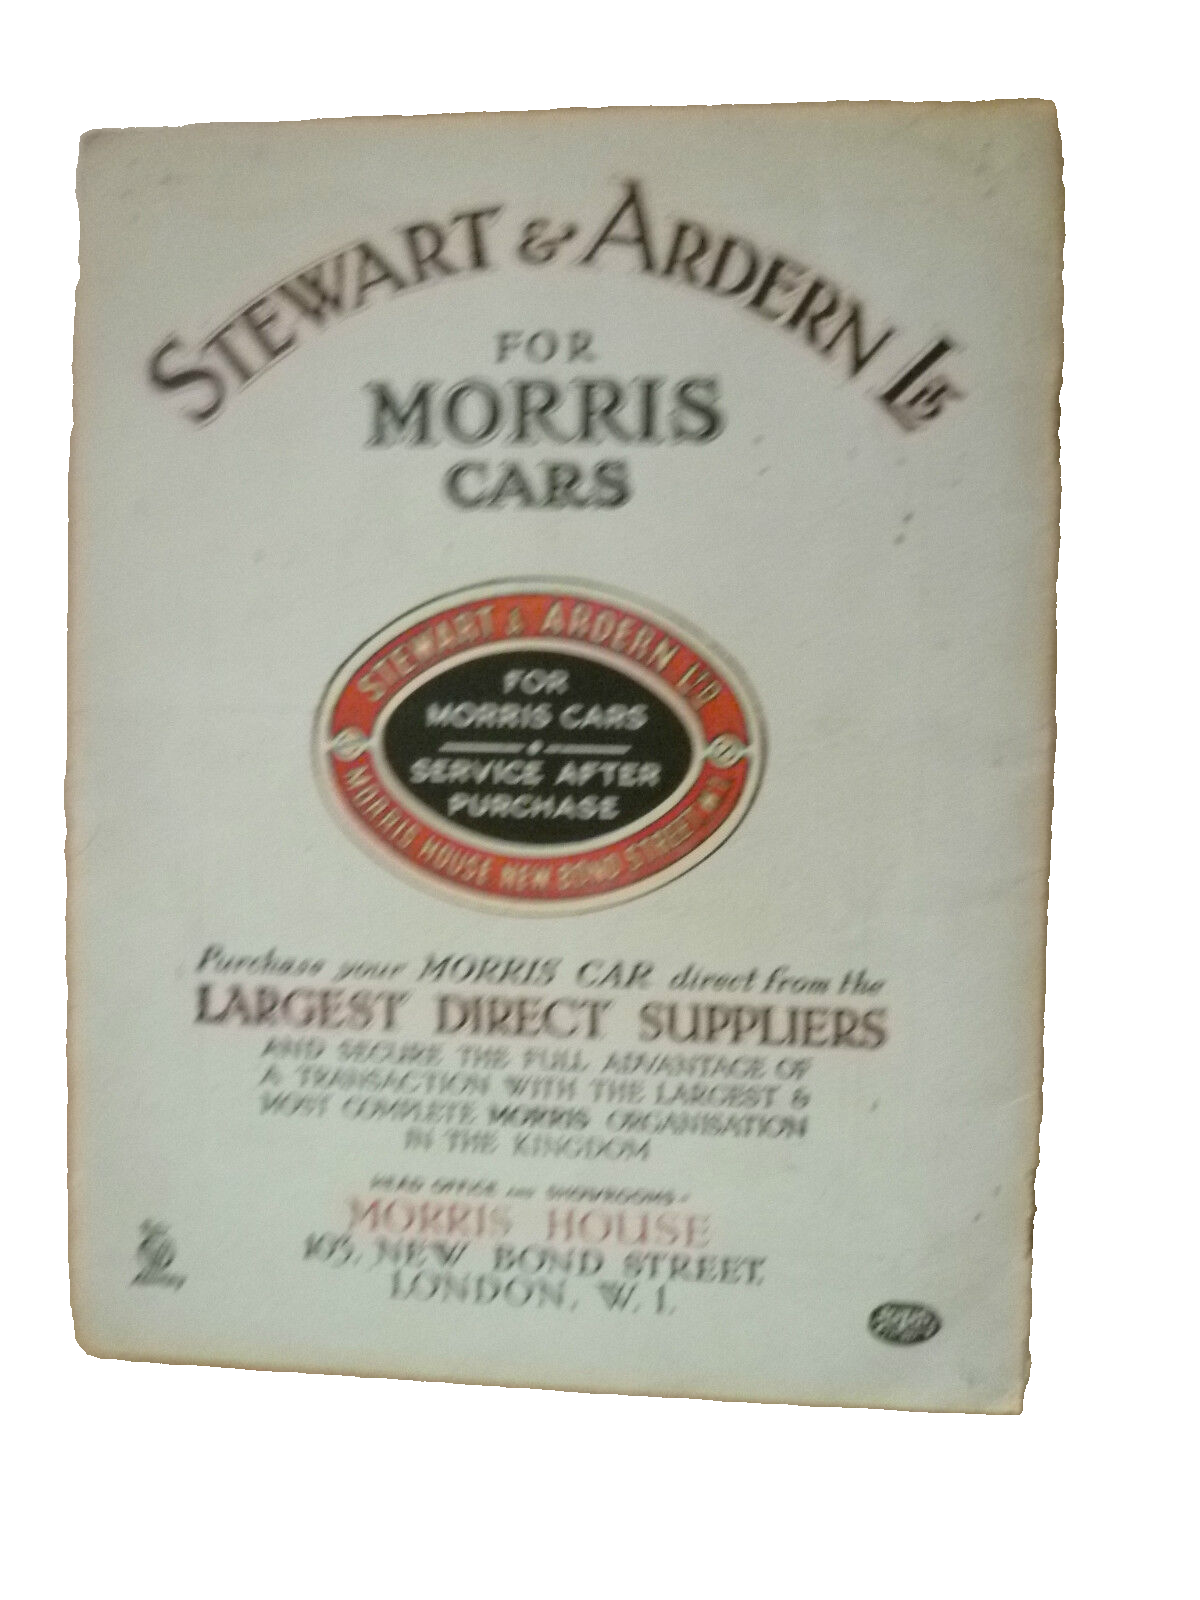 STEWART & ARDERN LTD
FOR
MORRIS
CARS
STEWART & ARDERN LTD
FOR
MORRIS CARS
SERVICE AFTER
PURCHASE
MORRIS HOUSE NEW BOND STREET W.1
Purchase your MORRIS CAR direct from the
LARGEST DIRECT SUPPLIERS
AND SECURE THE FULL ADVANTAGE OF
A TRANSACTION WITH THE LARGEST &
MOST COMPLETE MORRIS ORGANISATION
IN THE KINGDOM
HEAD OFFICE AND SHOWROOMS
MORRIS HOUSE
103, NEW BOND STREET,
LONDON, W. 1.